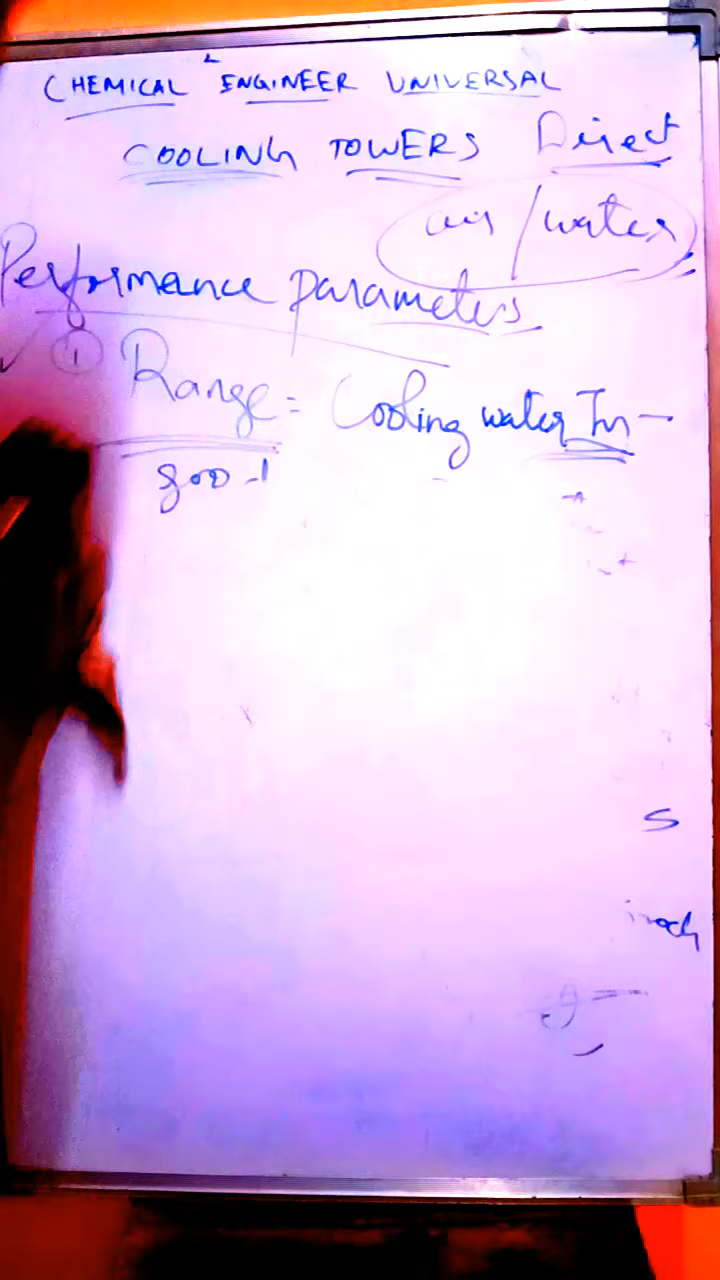 CHEMICAL ENGINEER UNIVERSAL
COOLING TOWERS Direct
air / water
Performance parameters
① Range = Cooling water In -
good
S